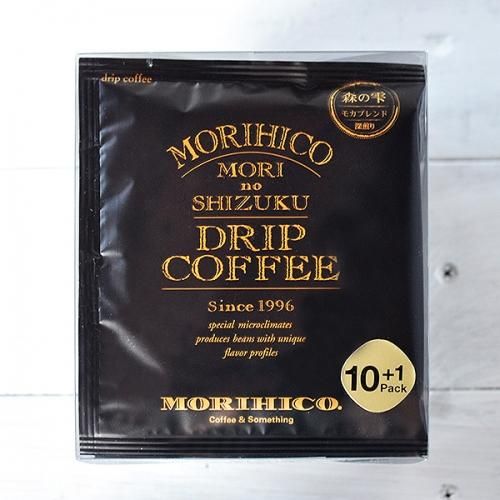 drip coffee
森の雫
モカブレンド
深煎り
MORIHICO
MORI
no
SHIZUKU
DRIP
COFFEE
Since 1996
special microclimates
produces beans with unique
flavor profiles
10+1
Pack
MORIHICO.
Coffee & Something